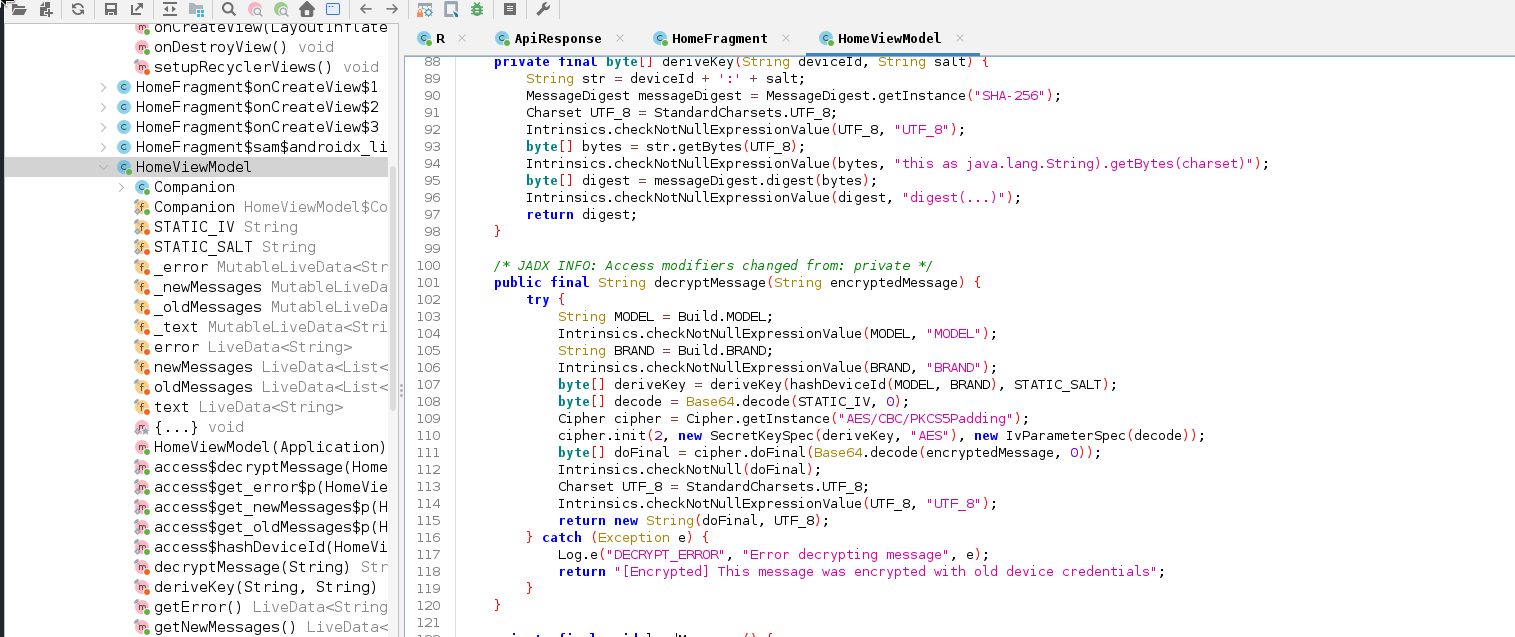 R
ApiResponse
HomeFragment
HomeViewModel
onCreateView(LayoutInflate
onDestroyView() void
setupRecyclerViews() void
HomeFragment$onCreateView$1
HomeFragment$onCreateView$2
HomeFragment$onCreateView$3
HomeFragment$sam$androidx_li
HomeViewModel
Companion
Companion HomeViewModel$Co
STATIC_IV String
STATIC_SALT String
_error MutableLiveData<Str
_newMessages MutableLiveDa
_oldMessages MutableLiveDa
_text MutableLiveData<Stri
error LiveData<String>
newMessages LiveData<List<
oldMessages LiveData<List<
text LiveData<String>
{...} void
HomeViewModel(Application)
access$decryptMessage(Home
access$get_error$p(HomeVie
access$get_newMessages$p(H
access$get_oldMessages$p(H
access$hashDeviceId(HomeVi
decryptMessage(String) Str
deriveKey(String, String)
getError() LiveData<String
getNewMessages() LiveData<
88 private final byte[] deriveKey(String deviceId, String salt) {
89 String str = deviceId + ':' + salt;
90 MessageDigest messageDigest = MessageDigest.getInstance("SHA-256");
91 Charset UTF_8 = StandardCharsets.UTF_8;
92 Intrinsics.checkNotNullExpressionValue(UTF_8, "UTF_8");
93 byte[] bytes = str.getBytes(UTF_8);
94 Intrinsics.checkNotNullExpressionValue(bytes, "this as java.lang.String).getBytes(charset)");
95 byte[] digest = messageDigest.digest(bytes);
96 Intrinsics.checkNotNullExpressionValue(digest, "digest(...)");
97 return digest;
98 }
99
100 /* JADX INFO: Access modifiers changed from: private */
101 public final String decryptMessage(String encryptedMessage) {
102 try {
103 String MODEL = Build.MODEL;
104 Intrinsics.checkNotNullExpressionValue(MODEL, "MODEL");
105 String BRAND = Build.BRAND;
106 Intrinsics.checkNotNullExpressionValue(BRAND, "BRAND");
107 byte[] deriveKey = deriveKey(hashDeviceId(MODEL, BRAND), STATIC_SALT);
108 byte[] decode = Base64.decode(STATIC_IV, 0);
109 Cipher cipher = Cipher.getInstance("AES/CBC/PKCS5Padding");
110 cipher.init(2, new SecretKeySpec(deriveKey, "AES"), new IvParameterSpec(decode));
111 byte[] doFinal = cipher.doFinal(Base64.decode(encryptedMessage, 0));
112 Intrinsics.checkNotNull(doFinal);
113 Charset UTF_8 = StandardCharsets.UTF_8;
114 Intrinsics.checkNotNullExpressionValue(UTF_8, "UTF_8");
115 return new String(doFinal, UTF_8);
116 } catch (Exception e) {
117 Log.e("DECRYPT_ERROR", "Error decrypting message", e);
118 return "[Encrypted] This message was encrypted with old device credentials";
119 }
120 }
121